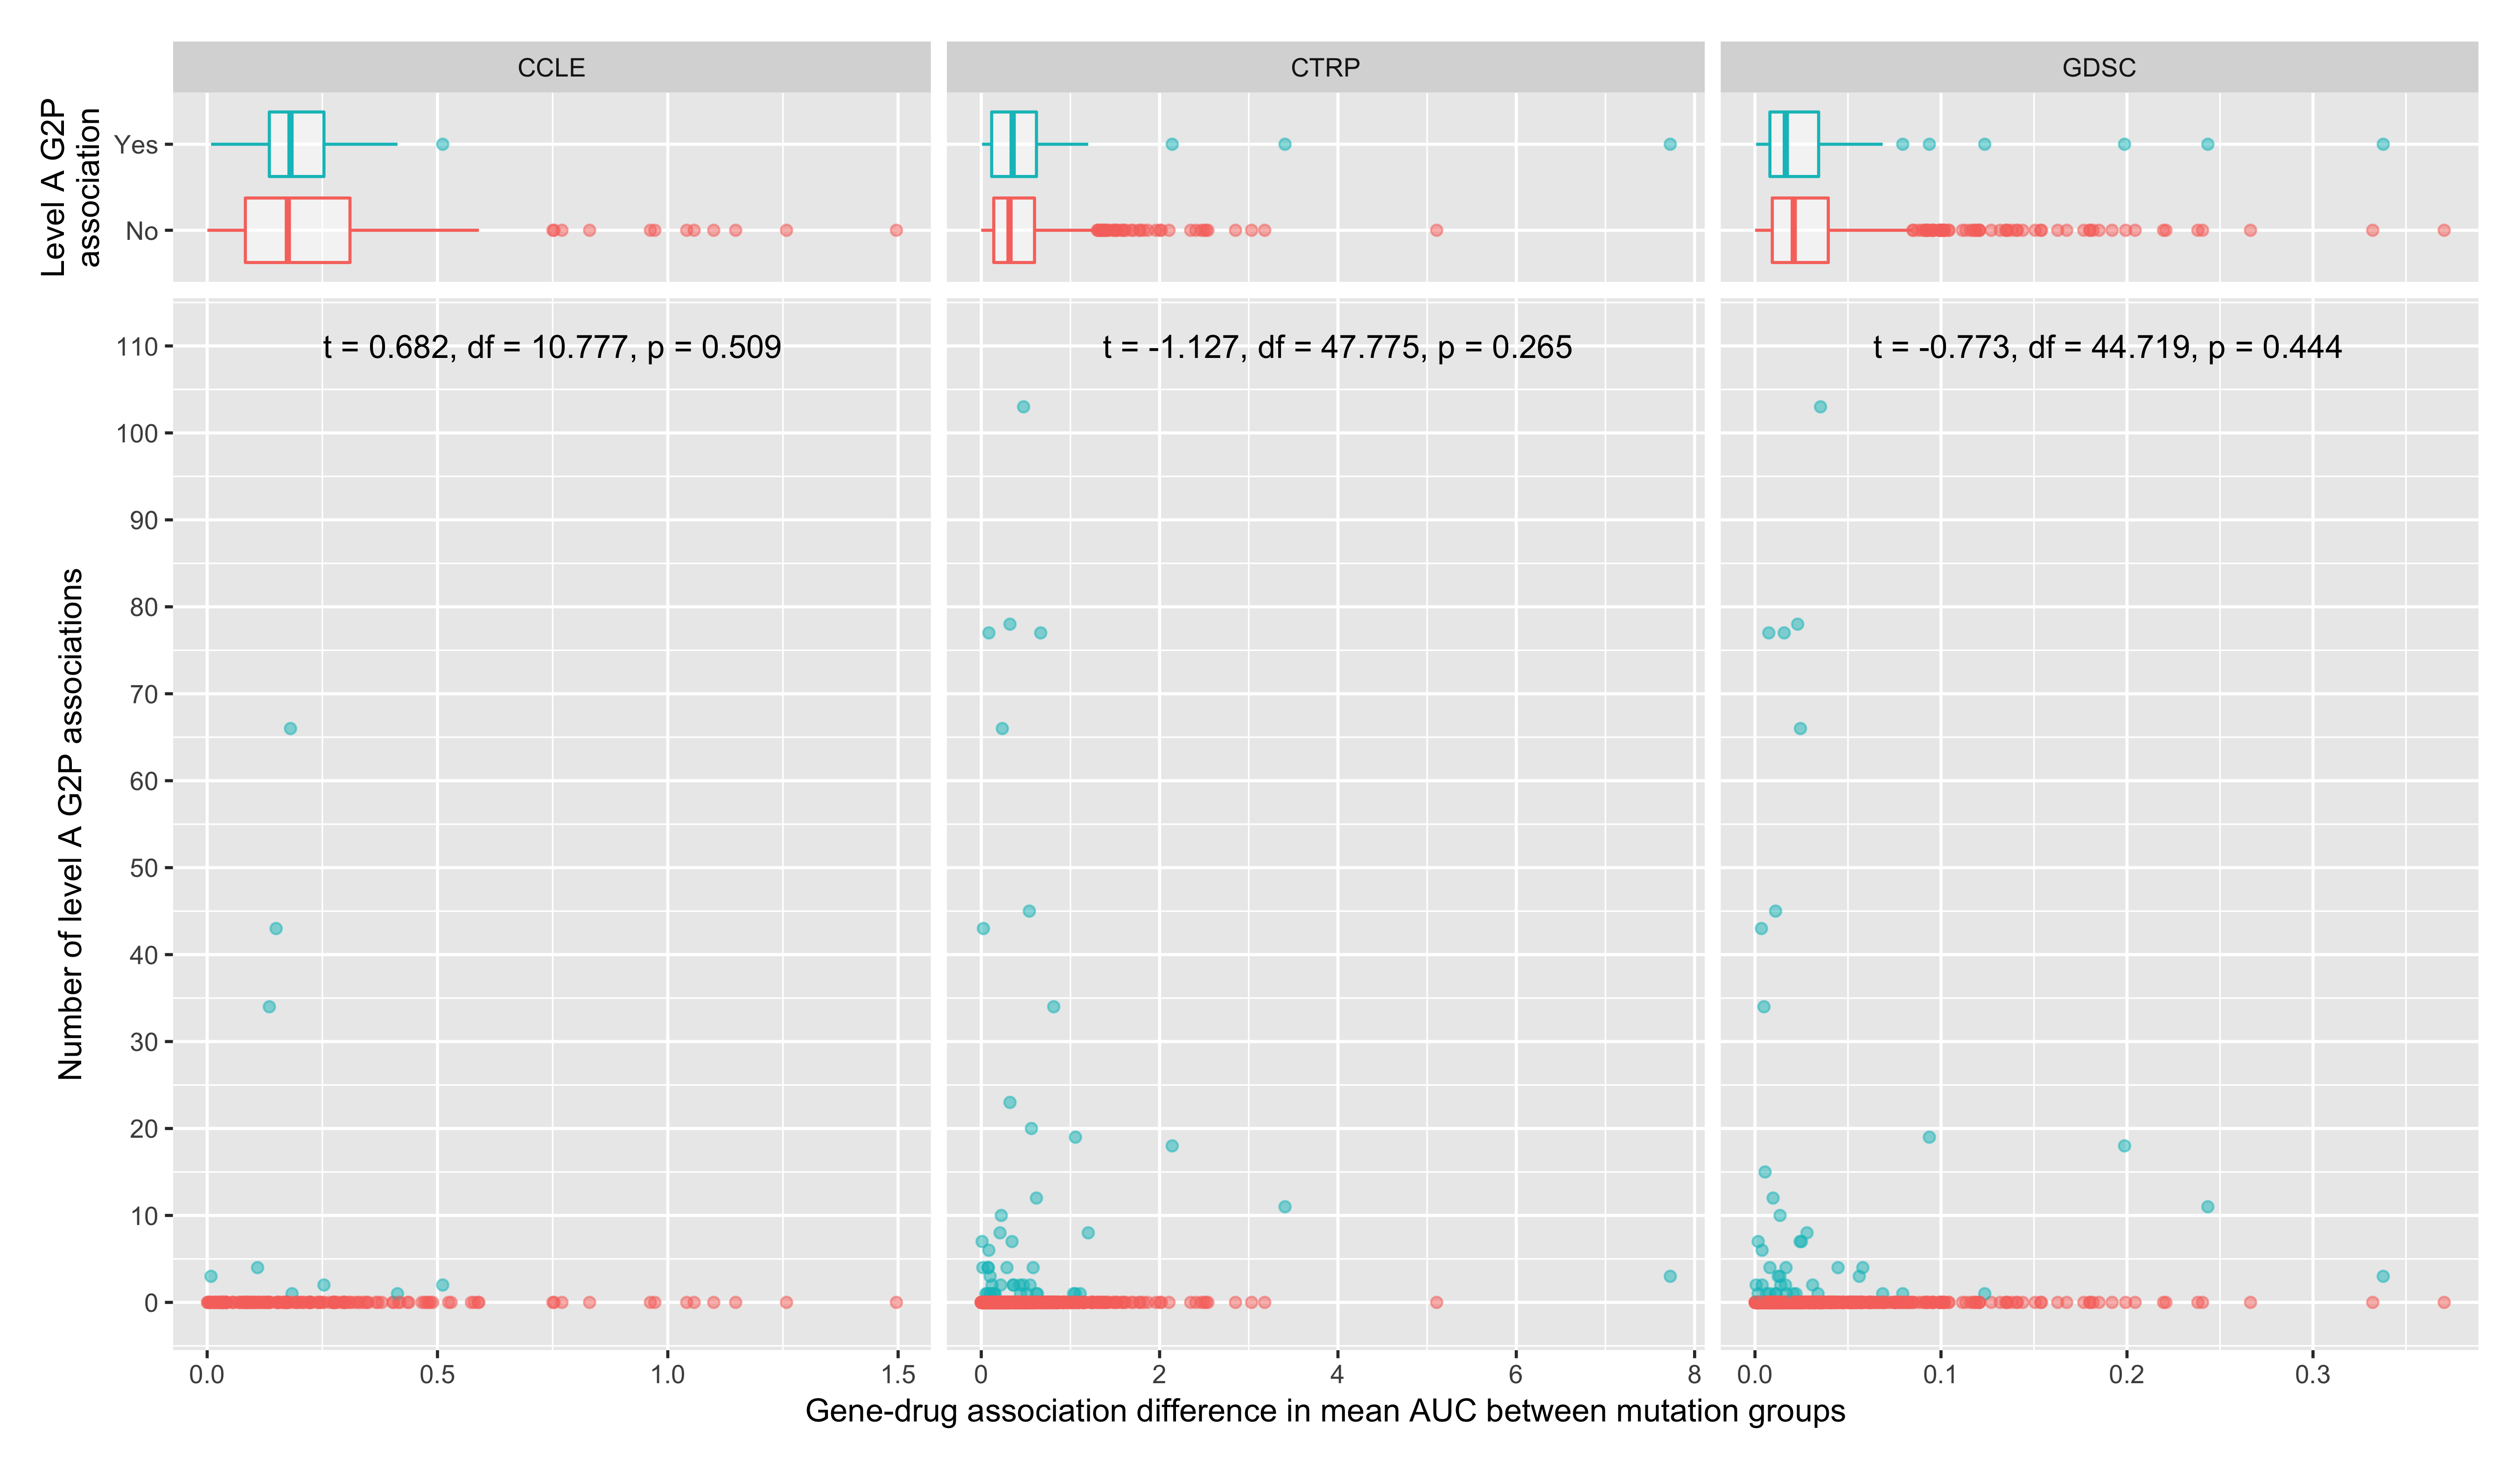 CCLE
CTRP
GDSC
Level A G2P
association
Yes
No
t = 0.682, df = 10.777, p = 0.509
t = -1.127, df = 47.775, p = 0.265
t = -0.773, df = 44.719, p = 0.444
Number of level A G2P associations
110
100
90
80
70
60
50
40
30
20
10
0
0.0 0.5 1.0 1.5
0 2 4 6 8
0.0 0.1 0.2 0.3
Gene-drug association difference in mean AUC between mutation groups